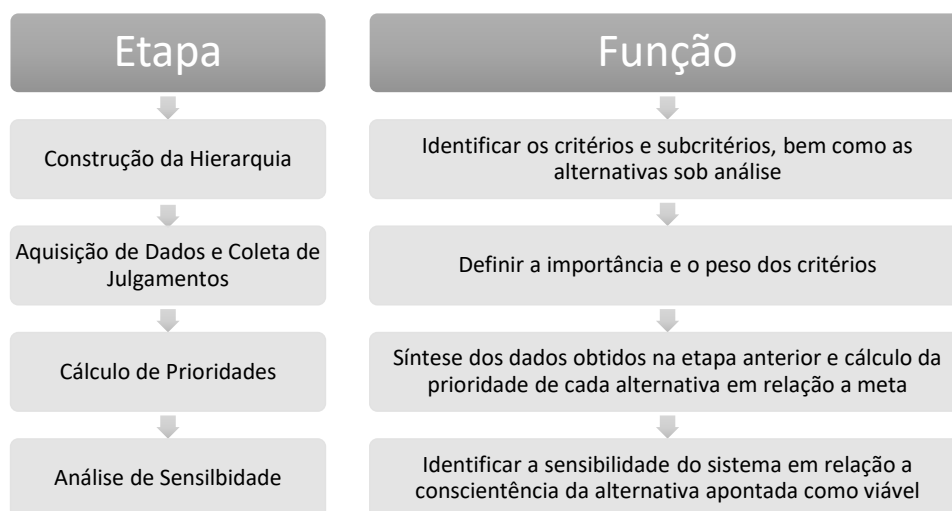 Etapa
Função
Construção da Hierarquia
Identificar os critérios e subcritérios, bem como as
alternativas sob análise
Aquisição de Dados e Coleta de
Julgamentos
Definir a importância e o peso dos critérios
Cálculo de Prioridades
Síntese dos dados obtidos na etapa anterior e cálculo da
prioridade de cada alternativa em relação a meta
Análise de Sensilbidade
Identificar a sensibilidade do sistema em relação a
conscientência da alternativa apontada como viável